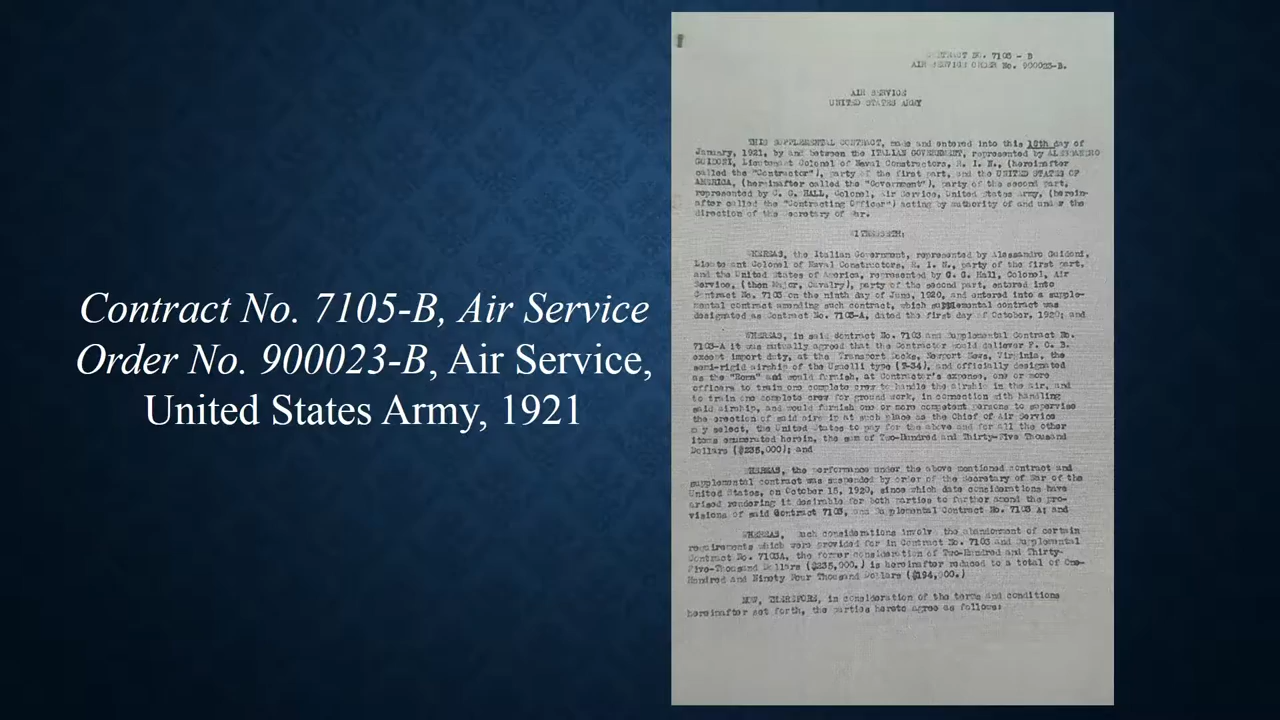 Contract No. 7105-B, Air Service
Order No. 900023-B, Air Service,
United States Army, 1921
CONTRACT NO. 7103 - B
AIR SERVICE ORDER No. 900023-B.
AIR SERVICE
UNITED STATES ARMY
THIS SUPPLEMENTAL CONTRACT, made and entered into this 18th day of
January, 1921, by and between the ITALIAN GOVERNMENT, represented by ALESSANDRO
GUIDONI, Lieutenant Colonel of Naval Constructors, R. I. N., (hereinafter
called the "Contractor"), party of the first part, and the UNITED STATES OF
AMERICA, (hereinafter called the "Government"), party of the second part,
represented by C. G. HALL, Colonel, Air Service, United States Army, (herein-
after called the "Contracting Officer") acting by authority of and under the
direction of the Secretary of War.
WITNESSETH:
WHEREAS, the Italian Government, represented by Alessandro Guidoni,
Lieutenant Colonel of Naval Constructors, R. I. N., party of the first part,
and the United States of America, represented by C. G. Hall, Colonel, Air
Service, (then Major, Cavalry), party of the second part, entered into
Contract No. 7103 on the ninth day of June, 1920, and entered into a supple-
mental contract amending such contract, which supplemental contract was
designated as Contract No. 7103-A, dated the first day of October, 1920; and
WHEREAS, in said contract No. 7103 and Supplemental Contract No.
7103-A it was mutually agreed that the Contractor would deliver F. O. B.
except import duty, at the Transport Docks, Newport News, Virginia, the
semi-rigid airship of the Usuelli type (T-34), and officially designated
as the "Roma" and would furnish, at Contractor's expense, one or more
officers to train one complete crew to handle the airship in the air, and
to train one complete crew for ground work, in connection with handling
said airship, and would furnish one or more competent persons to supervise
the erection of said airship at such place as the Chief of Air Service
may select, the United States to pay for the above and for all the other
items enumerated herein, the sum of Two-Hundred and Thirty-Five Thousand
Dollars ($235,000); and
WHEREAS, the performance under the above mentioned contract and
supplemental contract was suspended by order of the Secretary of War of the
United States, on October 15, 1920, since which date considerations have
arisen rendering it desirable for both parties to further amend the pro-
visions of said Contract 7103, and Supplemental Contract No. 7103 A; and
WHEREAS, such considerations involve the abandonment of certain
requirements which were provided for in Contract No. 7103 and Supplemental
Contract No. 7103A, the former consideration of Two-Hundred and Thirty-
Five-Thousand Dollars ($235,000.) is hereinafter reduced to a total of One-
Hundred and Ninety Four Thousand Dollars ($194,000.)
NOW, THEREFORE, in consideration of the terms and conditions
hereinafter set forth, the parties hereto agree as follows: